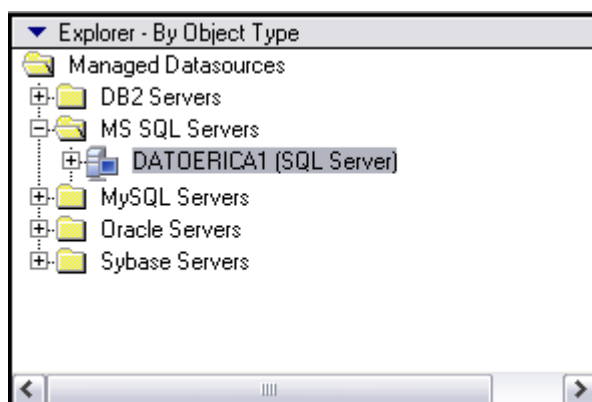 Explorer - By Object Type
Managed Datasources
DB2 Servers
MS SQL Servers
DATOERICA1 (SQL Server)
MySQL Servers
Oracle Servers
Sybase Servers